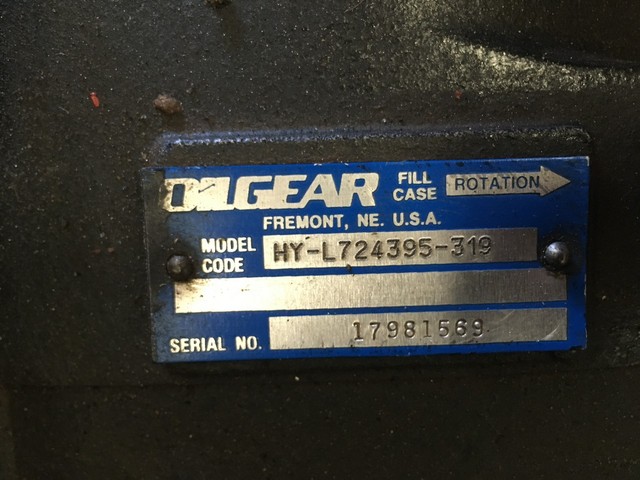 OILGEAR FILL CASE ROTATION
FREMONT, NE. U.S.A.
MODEL CODE HY-L724395-319
SERIAL NO. 17981569